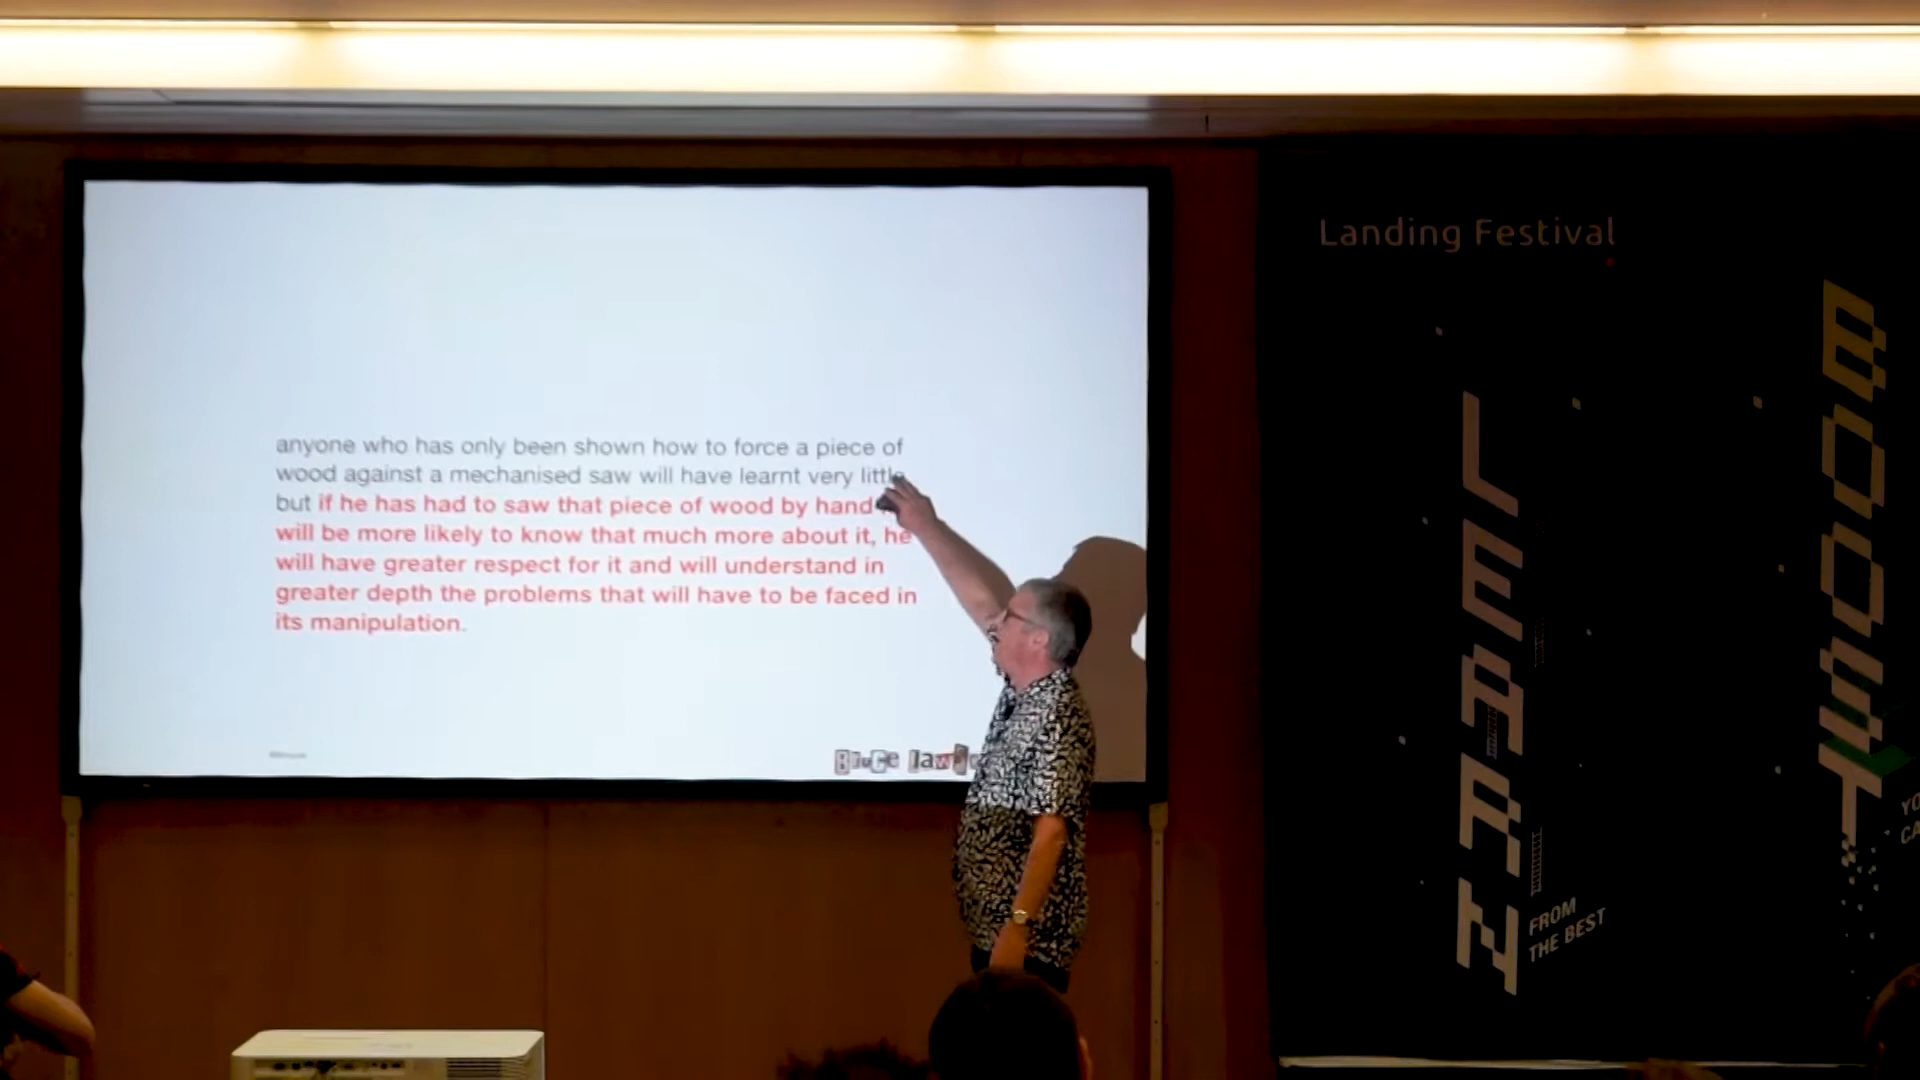 anyone who has only been shown how to force a piece of
wood against a mechanised saw will have learnt very little
but if he has had to saw that piece of wood by hand
will be more likely to know that much more about it, he
will have greater respect for it and will understand in
greater depth the problems that will have to be faced in
its manipulation.
Bruce
Landing Festival
LEARN
FROM
THE BEST
BOOST